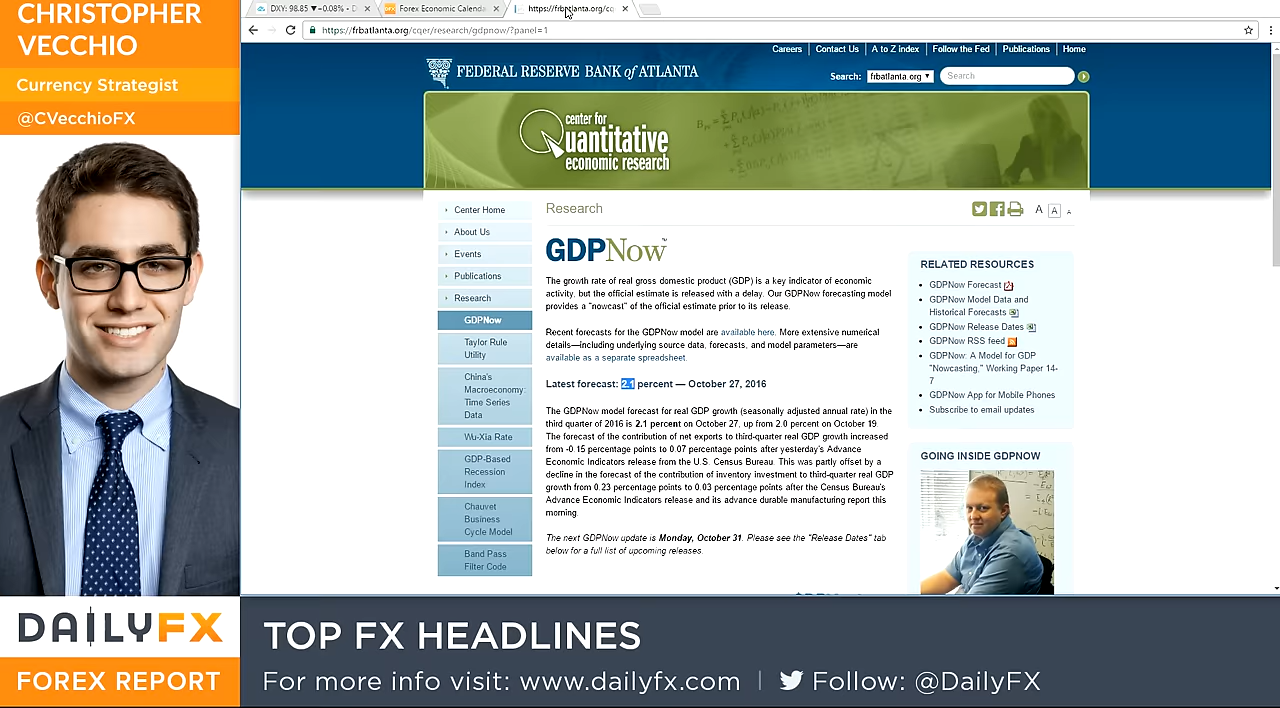 CHRISTOPHER
VECCHIO
Currency Strategist
@CVecchioFX
DAILYFX
FOREX REPORT
DXY: 98.85 ▼−0.08% - D
Forex Economic Calenda
https://frbatlanta.org/cq
https://frbatlanta.org/cqer/research/gdpnow/?panel=1
Careers | Contact Us | A to Z index | Follow the Fed | Publications | Home
FEDERAL RESERVE BANK of ATLANTA
Search: frbatlanta.org ▼ Search
center for
Quantitative
economic research
Center Home
About Us
Events
Publications
Research
GDPNow
Taylor Rule
Utility
China's
Macroeconomy:
Time Series
Data
Wu-Xia Rate
GDP-Based
Recession
Index
Chauvet
Business
Cycle Model
Band Pass
Filter Code
Research
A A A
GDPNow™
The growth rate of real gross domestic product (GDP) is a key indicator of economic
activity, but the official estimate is released with a delay. Our GDPNow forecasting model
provides a "nowcast" of the official estimate prior to its release.
Recent forecasts for the GDPNow model are available here. More extensive numerical
details—including underlying source data, forecasts, and model parameters—are
available as a separate spreadsheet.
Latest forecast: 2.1 percent — October 27, 2016
The GDPNow model forecast for real GDP growth (seasonally adjusted annual rate) in the
third quarter of 2016 is 2.1 percent on October 27, up from 2.0 percent on October 19.
The forecast of the contribution of net exports to third-quarter real GDP growth increased
from -0.15 percentage points to 0.07 percentage points after yesterday's Advance
Economic Indicators release from the U.S. Census Bureau. This was partly offset by a
decline in the forecast of the contribution of inventory investment to third-quarter real GDP
growth from 0.23 percentage points to 0.03 percentage points after the Census Bureau's
Advance Economic Indicators release and its advance durable manufacturing report this
morning.
The next GDPNow update is Monday, October 31. Please see the "Release Dates" tab
below for a full list of upcoming releases.
RELATED RESOURCES
GDPNow Forecast
GDPNow Model Data and
Historical Forecasts
GDPNow Release Dates
GDPNow RSS feed
GDPNow: A Model for GDP
"Nowcasting," Working Paper 14-
7
GDPNow App for Mobile Phones
Subscribe to email updates
GOING INSIDE GDPNOW
TOP FX HEADLINES
For more info visit: www.dailyfx.com | Follow: @DailyFX